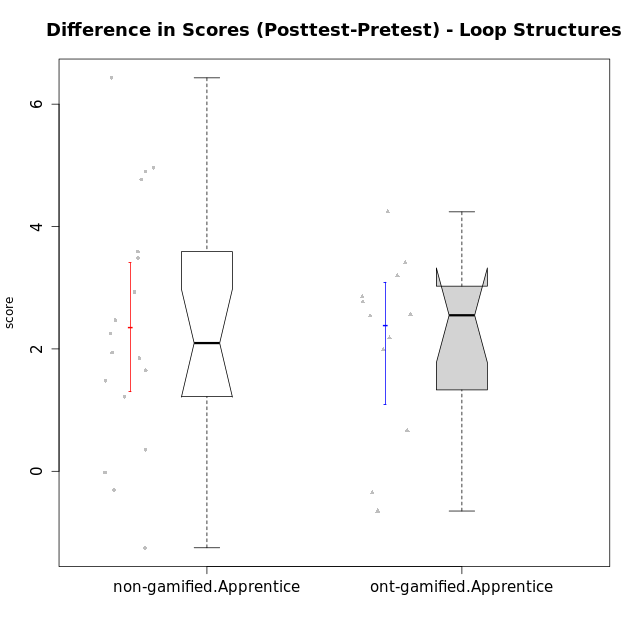 Difference in Scores (Posttest-Pretest) - Loop Structures
score
6
4
2
0
non-gamified.Apprentice
ont-gamified.Apprentice